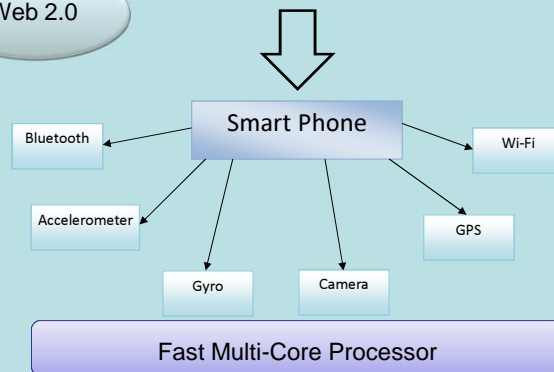 Web 2.0
Smart Phone
Bluetooth
Wi-Fi
Accelerometer
GPS
Gyro
Camera
Fast Multi-Core Processor